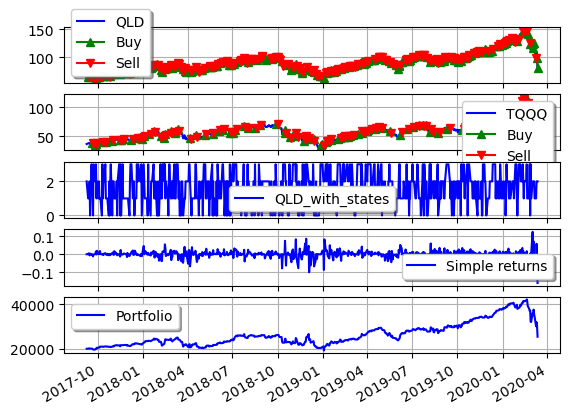 150
100
QLD
Buy
Sell
100
50
TQQQ
Buy
Sell
2
0
QLD_with_states
0.1
0.0
−0.1
Simple returns
40000
20000
Portfolio
2017-10
2018-01
2018-04
2018-07
2018-10
2019-01
2019-04
2019-07
2019-10
2020-01
2020-04